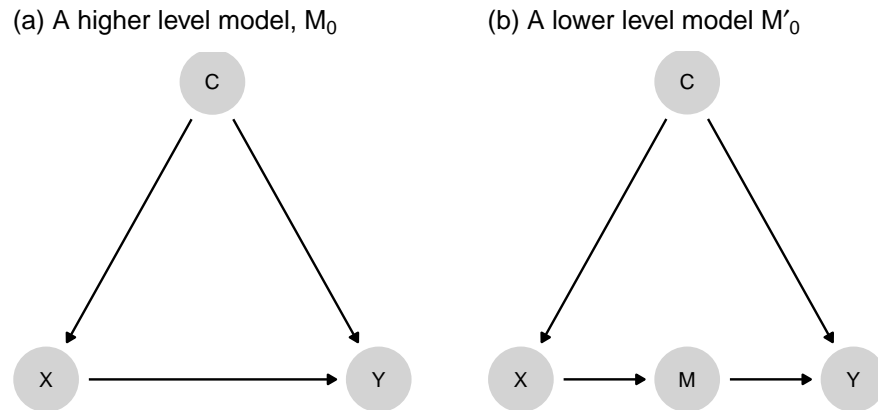 (a) A higher level model, M₀
(b) A lower level model M′₀
C
C
X
Y
X
M
Y